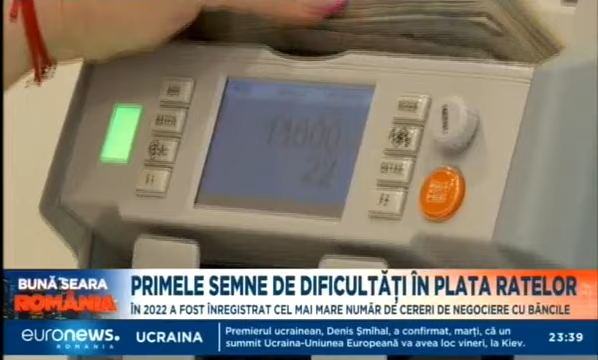 11600
22
BUNĂ SEARA
ROMÂNIA
PRIMELE SEMNE DE DIFICULTĂȚI ÎN PLATA RATELOR
ÎN 2022 A FOST ÎNREGISTRAT CEL MAI MARE NUMĂR DE CERERI DE NEGOCIERE CU BĂNCILE
euronews.
ROMANIA
UCRAINA
Premierul ucrainean, Denis Șmîhal, a confirmat, marți, că un
summit Ucraina-Uniunea Europeană va avea loc vineri, la Kiev.
23:39